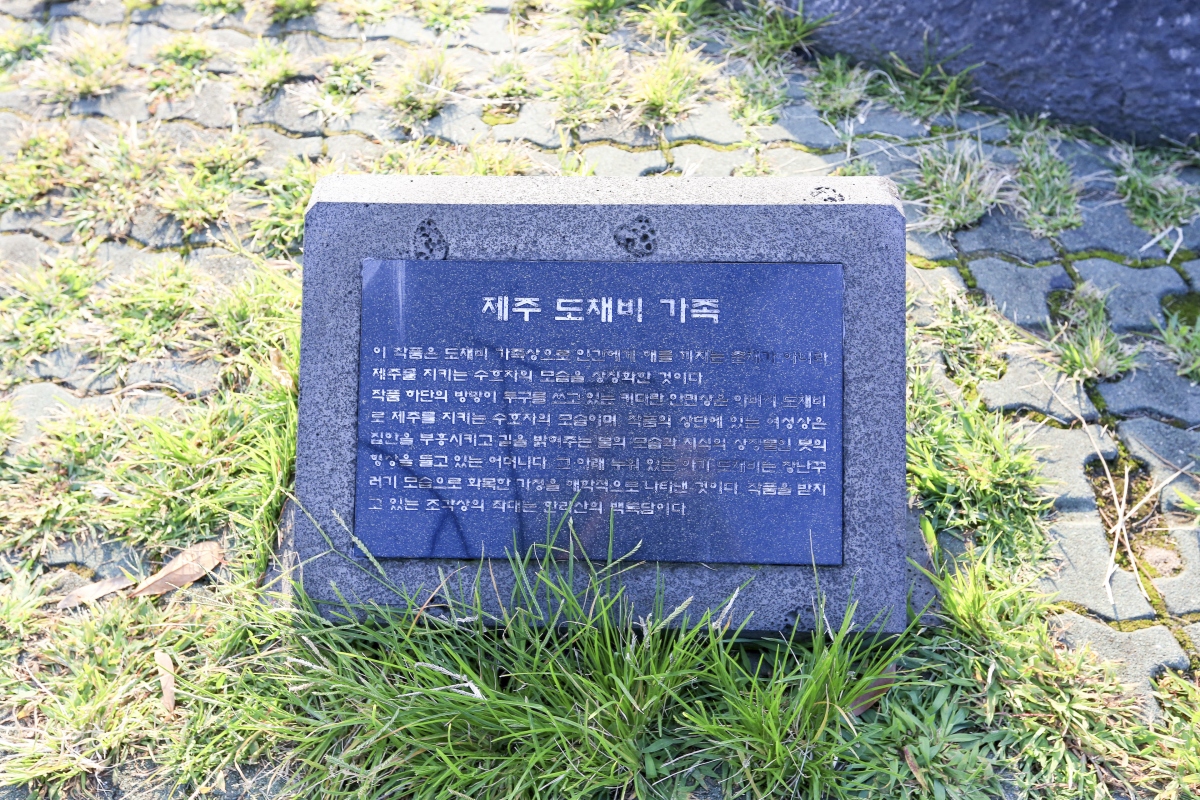 제주 도채비 가족
이 작품은 도채비 가족상으로 인간에게 해를 끼치는 존재가 아니라
제주를 지키는 수호자의 모습을 상징화한 것이다.
작품 하단의 방망이 투구를 쓰고 있는 커다란 안면상은 아버지 도채비
로 제주를 지키는 수호자의 모습이며, 작품의 상단에 있는 여성상은
집안을 부흥시키고 길을 밝혀주는 불의 모습과 자신의 상징물인
형상을 들고 있는 어머니다. 그 아래 누워 있는 아기 도채비는 장난꾸
러기 모습으로 화목한 가정을 해학적으로 나타낸 것이다. 작품을 받치
고 있는 조각상의 좌대는 한라산의 백록담이다.